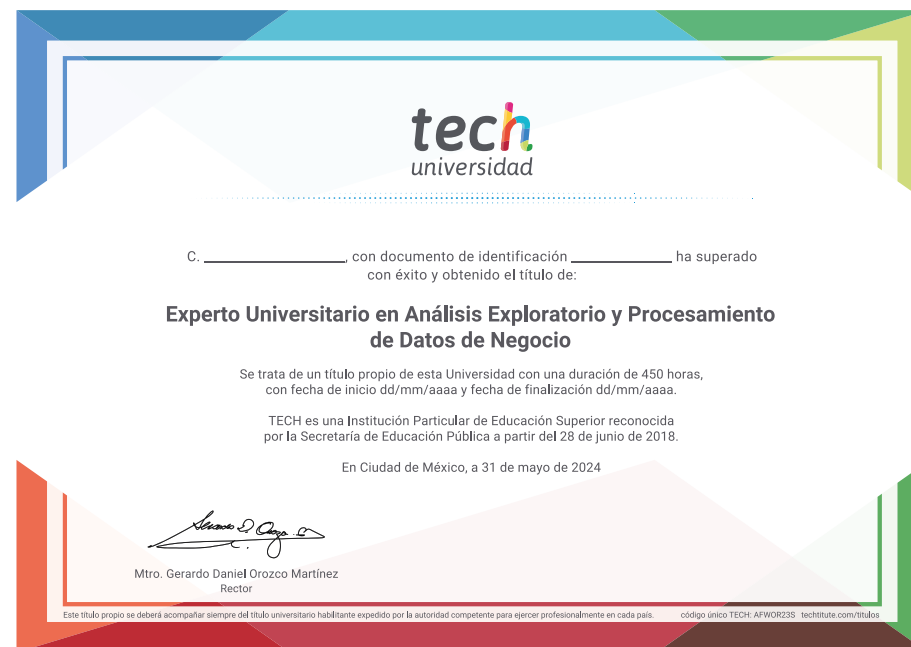 tech
universidad
C. ____________________, con documento de identificación ______________ ha superado
con éxito y obtenido el título de:
Experto Universitario en Análisis Exploratorio y Procesamiento
de Datos de Negocio
Se trata de un título propio de esta Universidad con una duración de 450 horas,
con fecha de inicio dd/mm/aaaa y fecha de finalización dd/mm/aaaa.
TECH es una Institución Particular de Educación Superior reconocida
por la Secretaría de Educación Pública a partir del 28 de junio de 2018.
En Ciudad de México, a 31 de mayo de 2024
Mtro. Gerardo Daniel Orozco Martínez
Rector
Este título propio se deberá acompañar siempre del título universitario habilitante expedido por la autoridad competente para ejercer profesionalmente en cada país. código único TECH: AFWOR23S techtitute.com/titulos